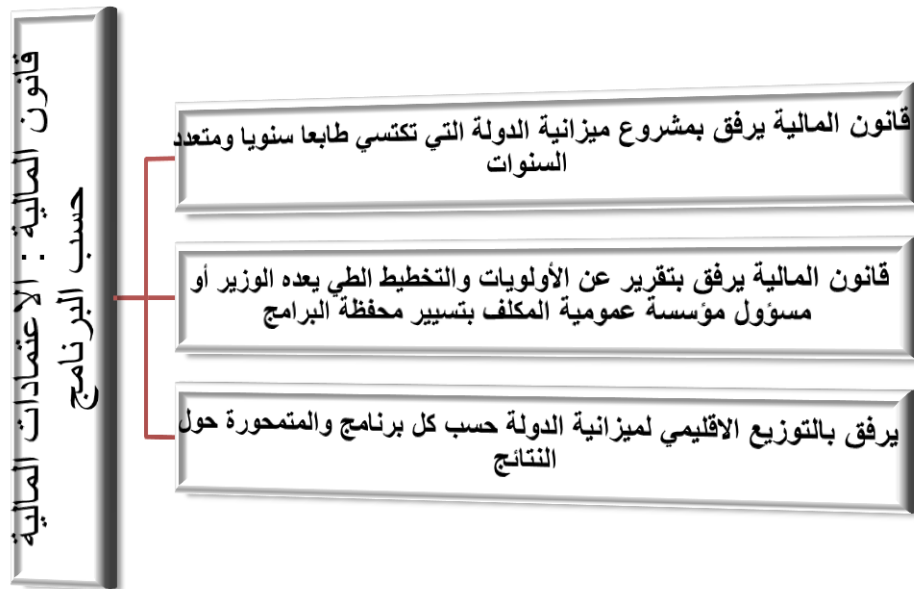 قانون المالية : الاعتمادات المالية
حسب البرنامج
قانون المالية يرفق بمشروع ميزانية الدولة التي تكتسي طابعا سنويا ومتعدد
السنوات
قانون المالية يرفق بتقرير عن الأولويات والتخطيط الطي يعده الوزير أو
مسؤول مؤسسة عمومية المكلف بتسيير محفظة البرامج
يرفق بالتوزيع الاقليمي لميزانية الدولة حسب كل برنامج والمتمحورة حول
النتائج